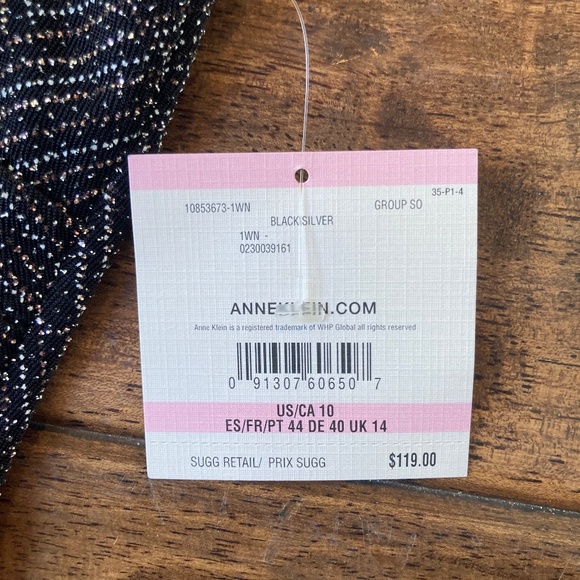 35-P1-4
10853673-1WN GROUP SO
BLACK/SILVER
1WN -
0230039161
ANNEKLEIN.COM
Anne Klein is a registered trademark of WHP Global all rights reserved
0 91307 60650 7
US/CA 10
ES/FR/PT 44 DE 40 UK 14
SUGG RETAIL/ PRIX SUGG $119.00